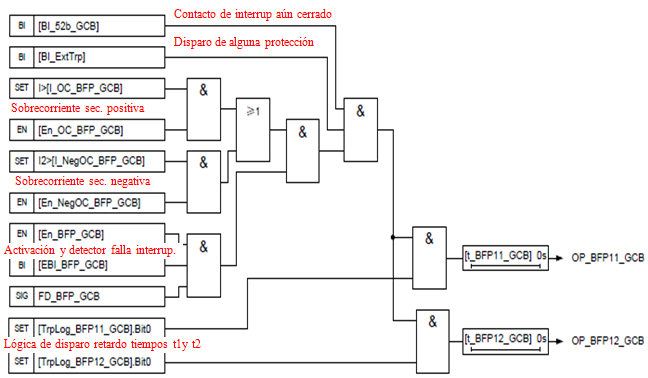 BI [BI_52b_GCB]
Contacto de interrup aún cerrado
BI [BI_ExtTrp]
Disparo de alguna protección
SET I>[I_OC_BFP_GCB]
&
Sobrecorriente sec. positiva
≥1
EN [En_OC_BFP_GCB]
&
&
SET I2>[I_NegOC_BFP_GCB]
&
Sobrecorriente sec. negativa
EN [En_NegOC_BFP_GCB]
EN [En_BFP_GCB]
&
Activación y detector falla interrup.
BI [EBI_BFP_GCB]
&
[t_BFP11_GCB] 0s
OP_BFP11_GCB
SIG FD_BFP_GCB
SET [TrpLog_BFP11_GCB].Bit0
&
Lógica de disparo retardo tiempos t1y t2
[t_BFP12_GCB] 0s
OP_BFP12_GCB
SET [TrpLog_BFP12_GCB].Bit0